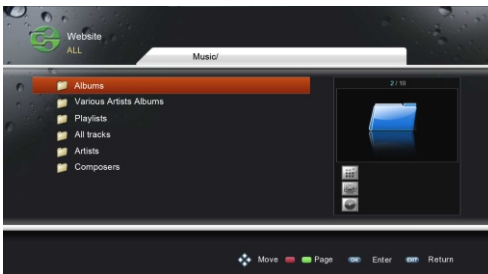 Website
ALL
Music/
Albums
Various Artists Albums
Playlists
All tracks
Artists
Composers
2 / 10
Move Page OK Enter EXIT Return